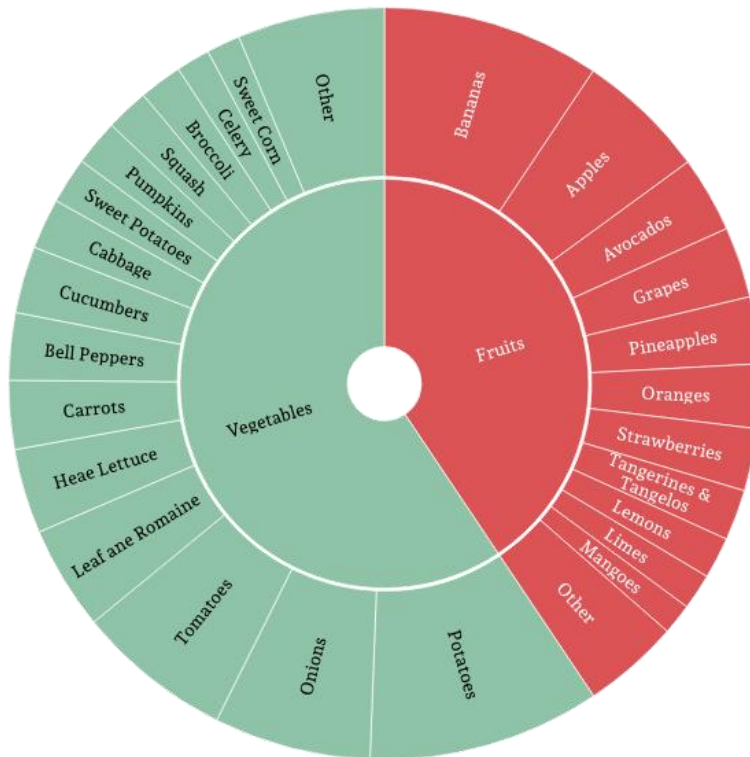 Fruits
Vegetables
Bananas
Apples
Avocados
Grapes
Pineapples
Oranges
Strawberries
Tangerines &
Tangelos
Lemons
Limes
Mangoes
Other
Potatoes
Onions
Tomatoes
Leaf ane Romaine
Heae Lettuce
Carrots
Bell Peppers
Cucumbers
Cabbage
Sweet Potatoes
Pumpkins
Squash
Broccoli
Celery
Sweet Corn
Other